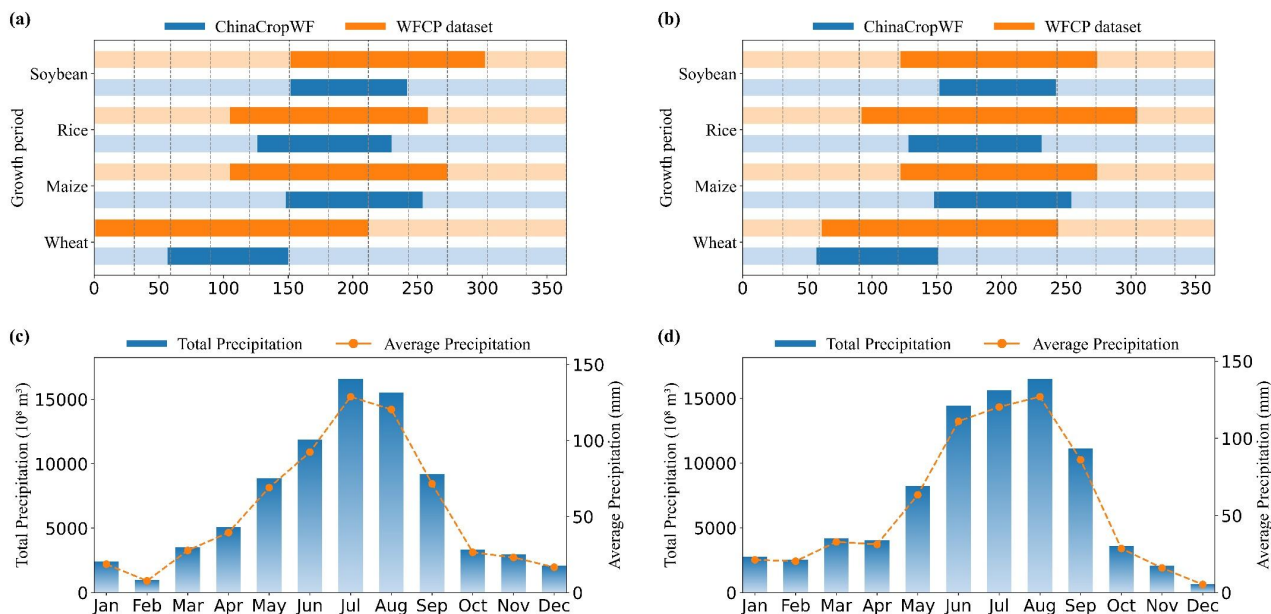 (a)
ChinaCropWF
WFCP dataset
Growth period
Soybean
Rice
Maize
Wheat
0 50 100 150 200 250 300 350
(b)
ChinaCropWF
WFCP dataset
Growth period
Soybean
Rice
Maize
Wheat
0 50 100 150 200 250 300 350
(c)
Total Precipitation
Average Precipitation
Total Precipitation (10⁸ m³)
15000
10000
5000
0
150
100
50
0
Average Precipitation (mm)
Jan Feb Mar Apr May Jun Jul Aug Sep Oct Nov Dec
(d)
Total Precipitation
Average Precipitation
Total Precipitation (10⁸ m³)
15000
10000
5000
0
150
100
50
0
Average Precipitation (mm)
Jan Feb Mar Apr May Jun Jul Aug Sep Oct Nov Dec